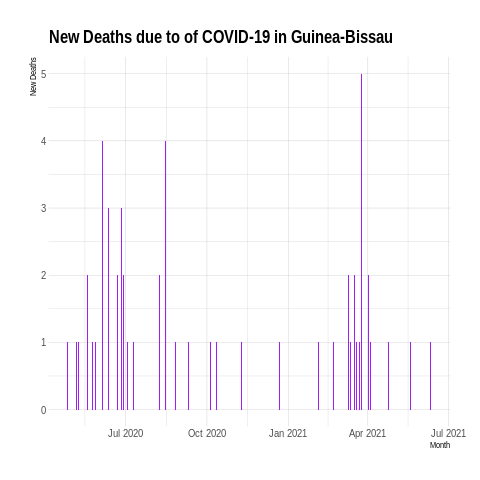 New Deaths due to of COVID-19 in Guinea-Bissau
New Deaths
5
4
3
2
1
0
Jul 2020
Oct 2020
Jan 2021
Apr 2021
Jul 2021
Month